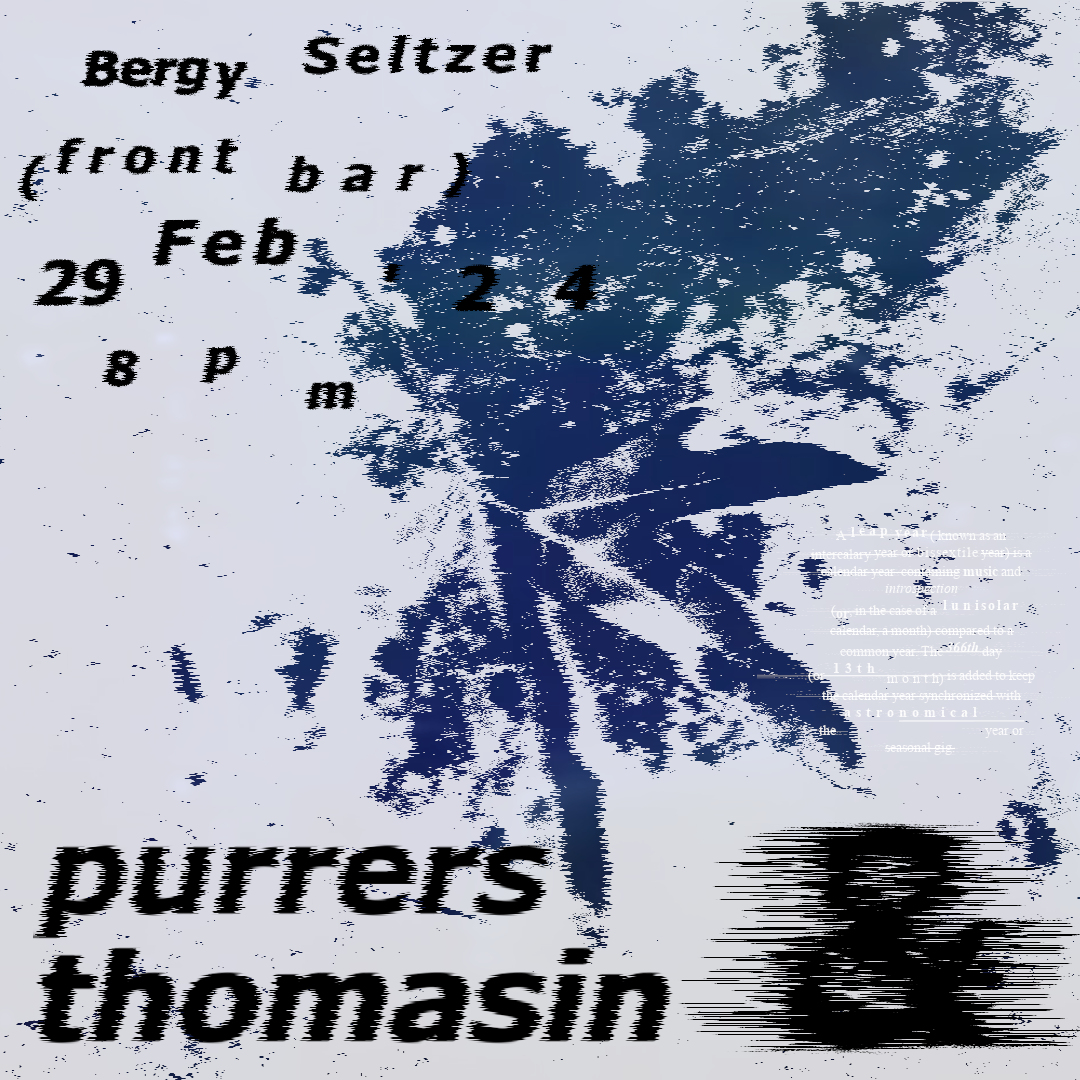 Bergy Seltzer
(front bar)
29 Feb '24
8 pm
A leap year (known as an
intercalary year or bissextile year) is a
calendar year containing music and
introspection
(or, in the case of a lunisolar
calendar, a month) compared to a
common year. The 366th day
(or 13th month) is added to keep
the calendar year synchronized with
the astronomical year or
seasonal gig.
purrers
&
thomasin